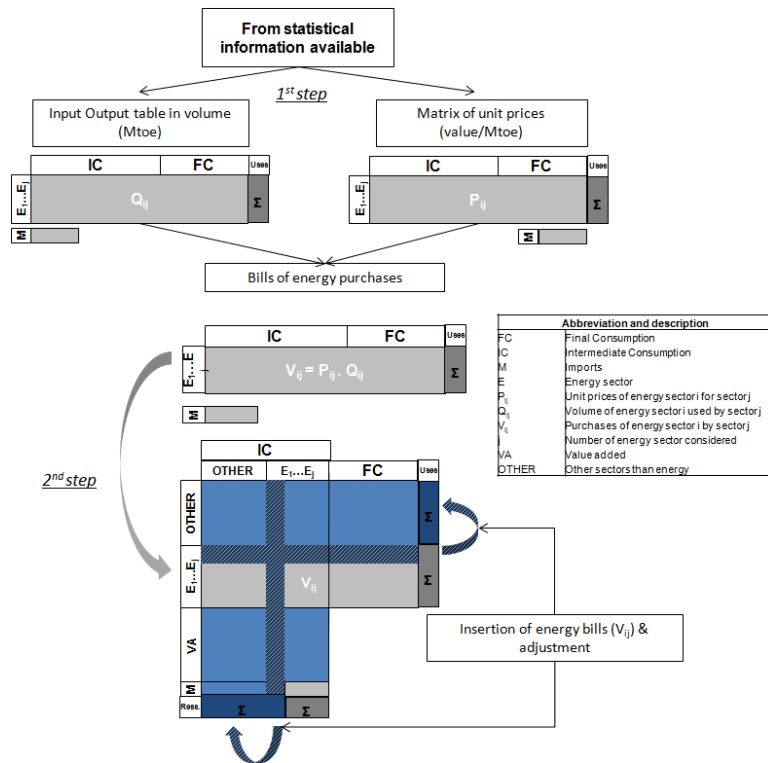 From statistical
information available
1st step
Input Output table in volume
(Mtoe)
Matrix of unit prices
(value/Mtoe)
IC FC Uses
E1...Ej Qij Σ
M
IC FC Uses
E1...Ej Pij Σ
M
Bills of energy purchases
IC FC Uses
E1...Ej Vij = Pij . Qij Σ
M
Abbreviation and description
FC Final Consumption
IC Intermediate Consumption
M Imports
E Energy sector
Pij Unit prices of energy sector i for sector j
Qij Volume of energy sector i used by sector j
Vij Purchases of energy sector i by sector j
j Number of energy sector considered
VA Value added
OTHER Other sectors than energy
2nd step
IC
OTHER E1...Ej FC Uses
OTHER Σ
E1...Ej Vij Σ
VA
M
Ress. Σ Σ
Insertion of energy bills (Vij) &
adjustment